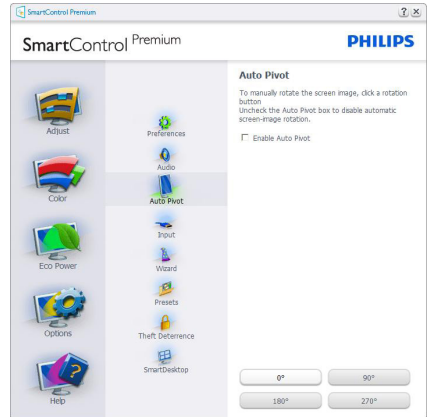 SmartControl Premium
? ×
SmartControl Premium
PHILIPS
Adjust
Color
Eco Power
Options
Help
Preferences
Audio
Auto Pivot
Input
Wizard
Presets
Theft Deterrence
SmartDesktop
Auto Pivot
To manually rotate the screen image, click a rotation
button
Uncheck the Auto Pivot box to disable automatic
screen-image rotation.
Enable Auto Pivot
0° 90°
180° 270°